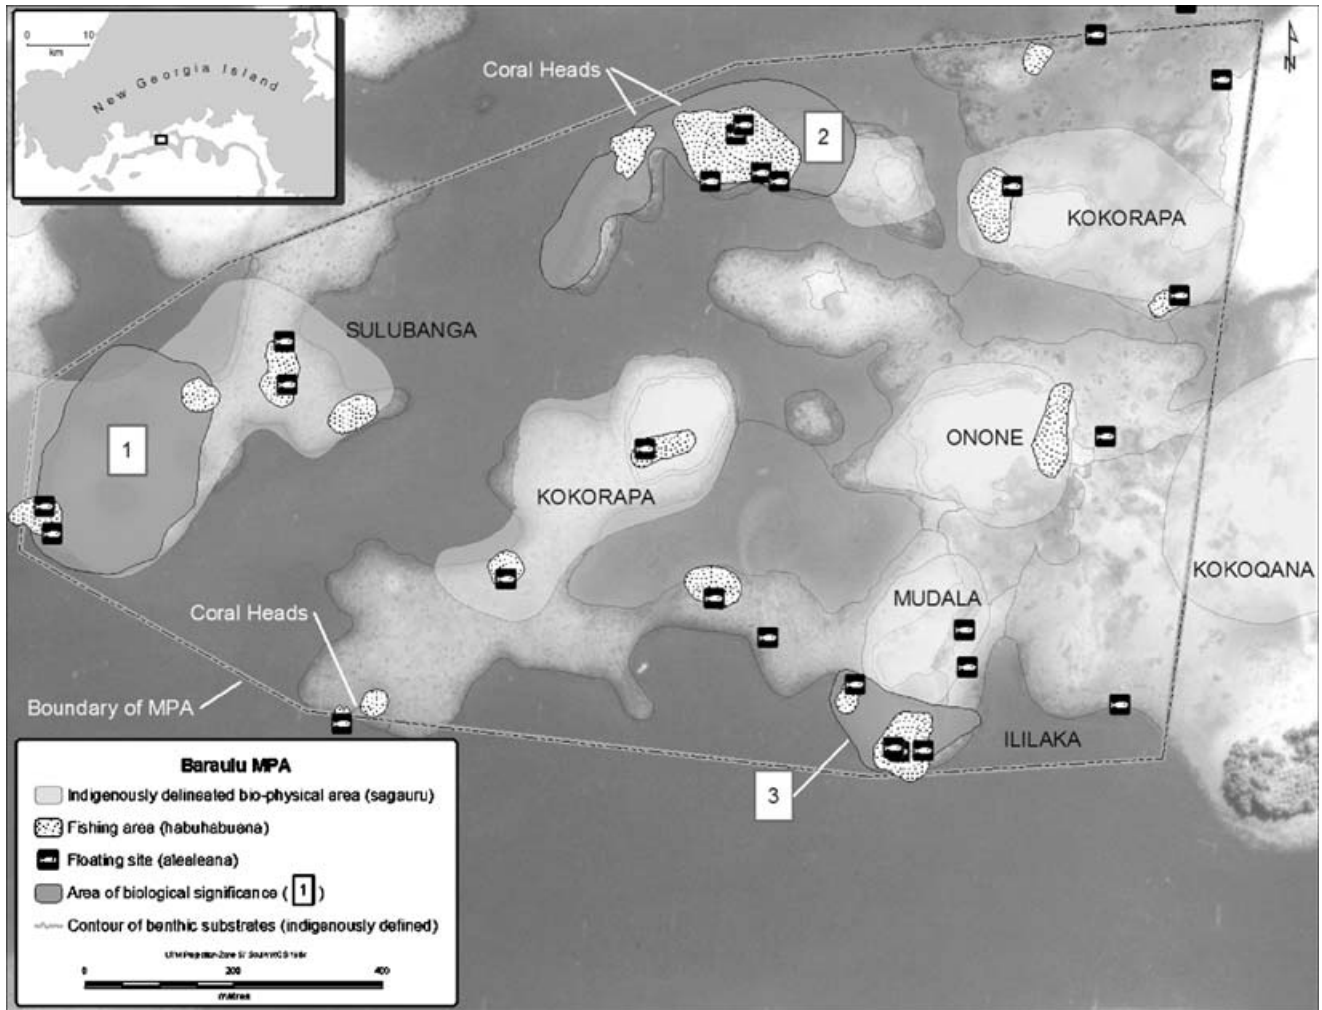 0 10
km
New Georgia Island
N
Coral Heads
2
KOKORAPA
SULUBANGA
1
ONONE
KOKORAPA
KOKOQANA
MUDALA
Coral Heads
Boundary of MPA
ILILAKA
3
Baraulu MPA
Indigenously delineated bio-physical area (sagauru)
Fishing area (habuhabuana)
Floating site (alealeana)
Area of biological significance ( 1 )
Contour of benthic substrates (indigenously defined)
0 200 400
metres